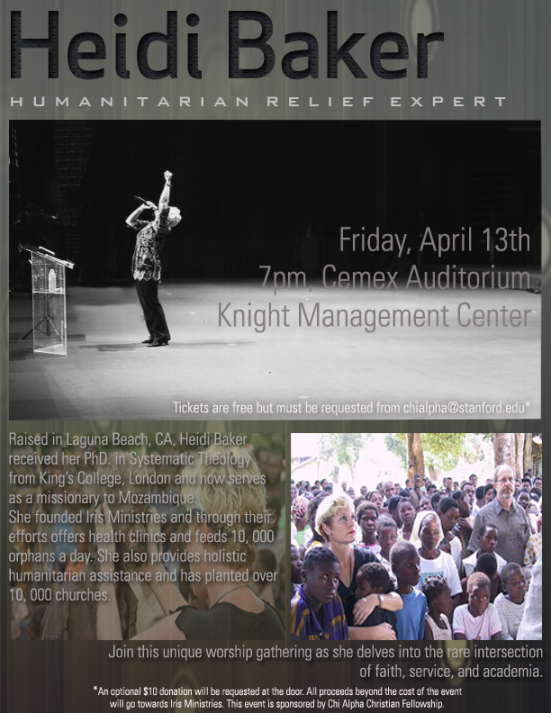 Heidi Baker
HUMANITARIAN RELIEF EXPERT
Friday, April 13th
7pm, Cemex Auditorium
Knight Management Center
Tickets are free but must be requested from chialpha@stanford.edu*
Raised in Laguna Beach, CA, Heidi Baker
received her PhD. in Systematic Theology
from King's College, London and now serves
as a missionary to Mozambique.
She founded Iris Ministries and through their
efforts offers health clinics and feeds 10, 000
orphans a day. She also provides holistic
humanitarian assistance and has planted over
10, 000 churches.
Join this unique worship gathering as she delves into the rare intersection
of faith, service, and academia.
*An optional $10 donation will be requested at the door. All proceeds beyond the cost of the event
will go towards Iris Ministries. This event is sponsored by Chi Alpha Christian Fellowship.